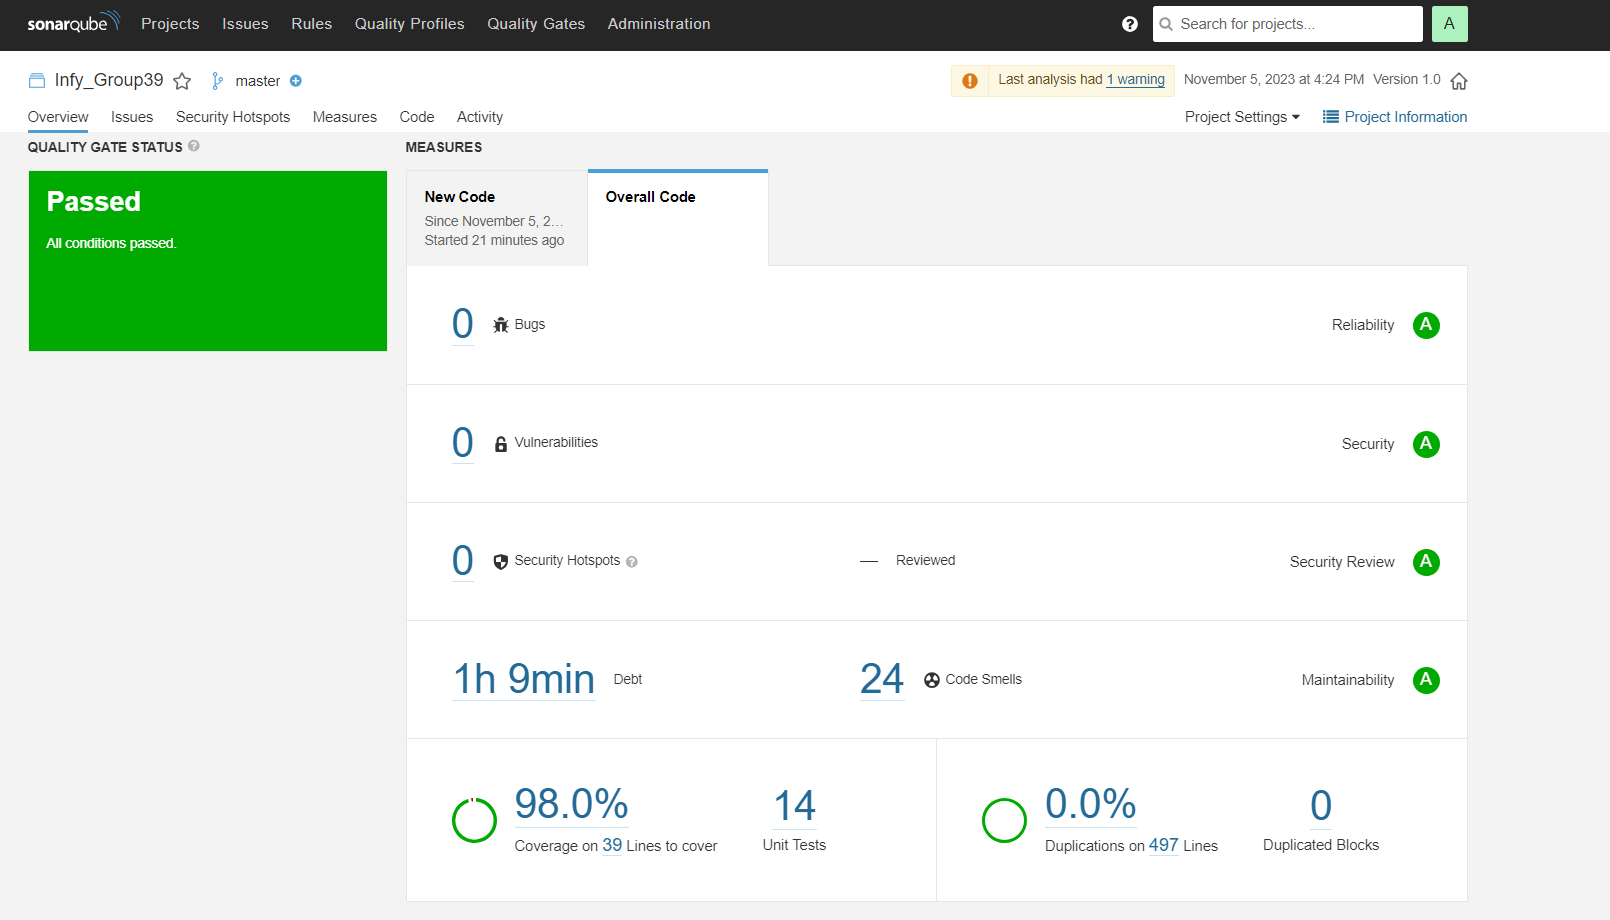 sonarqube Projects Issues Rules Quality Profiles Quality Gates Administration ? Search for projects... A
Infy_Group39 master Last analysis had 1 warning November 5, 2023 at 4:24 PM Version 1.0
Overview Issues Security Hotspots Measures Code Activity Project Settings Project Information
QUALITY GATE STATUS ?
Passed
All conditions passed.
MEASURES
New Code
Since November 5, 2...
Started 21 minutes ago
Overall Code
0 Bugs Reliability A
0 Vulnerabilities Security A
0 Security Hotspots ? — Reviewed Security Review A
1h 9min Debt 24 Code Smells Maintainability A
98.0%
Coverage on 39 Lines to cover
14
Unit Tests
0.0%
Duplications on 497 Lines
0
Duplicated Blocks